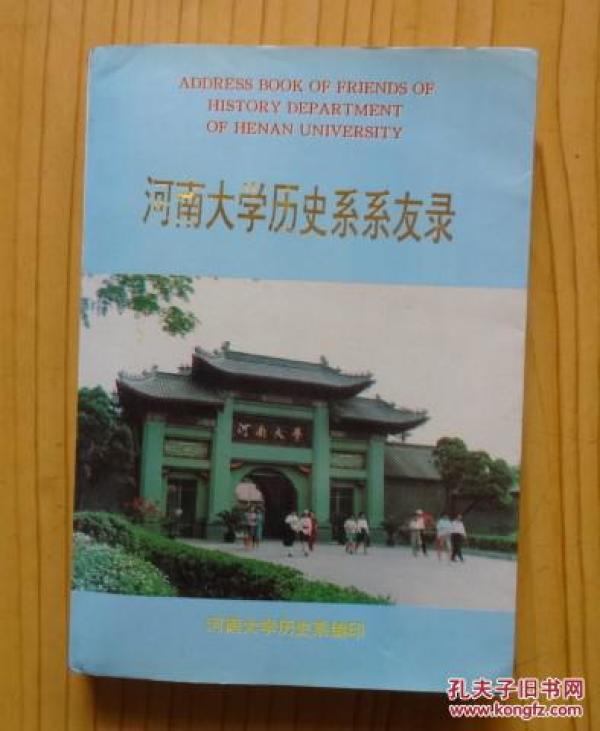 ADDRESS BOOK OF FRIENDS OF
HISTORY DEPARTMENT
OF HENAN UNIVERSITY
河南大学历史系系友录
河南大學
河南大学历史系编印
孔夫子旧书网
www.kongfz.com